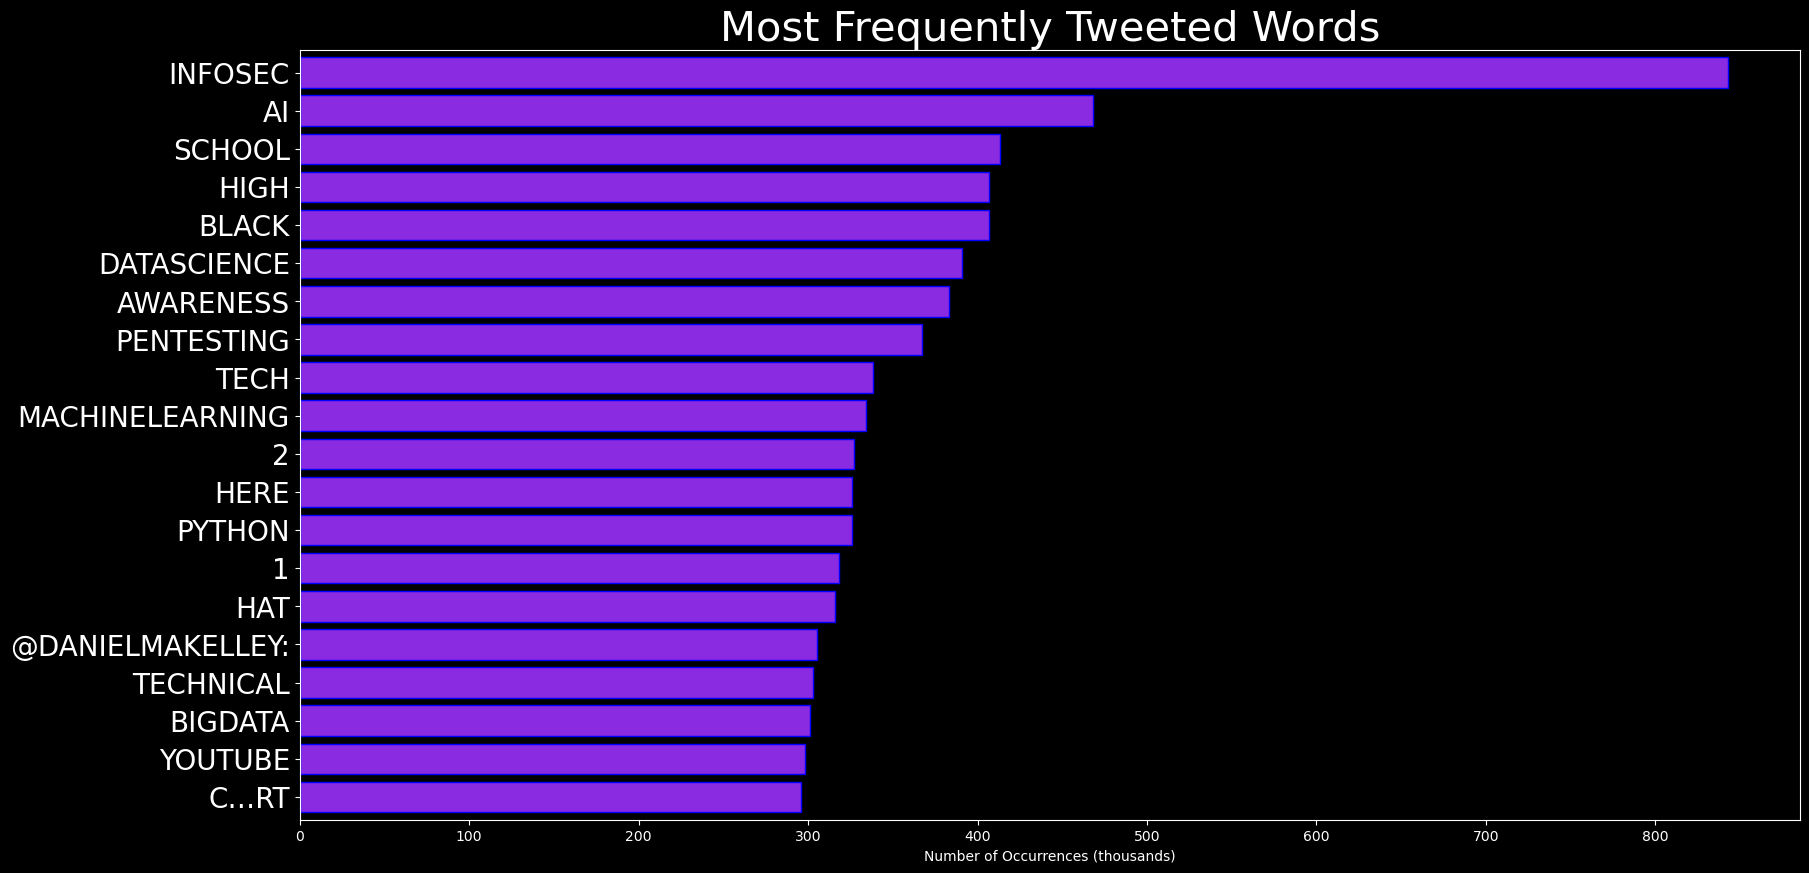 Most Frequently Tweeted Words
INFOSEC
AI
SCHOOL
HIGH
BLACK
DATASCIENCE
AWARENESS
PENTESTING
TECH
MACHINELEARNING
2
HERE
PYTHON
1
HAT
@DANIELMAKELLEY:
TECHNICAL
BIGDATA
YOUTUBE
C...RT
0 100 200 300 400 500 600 700 800
Number of Occurrences (thousands)